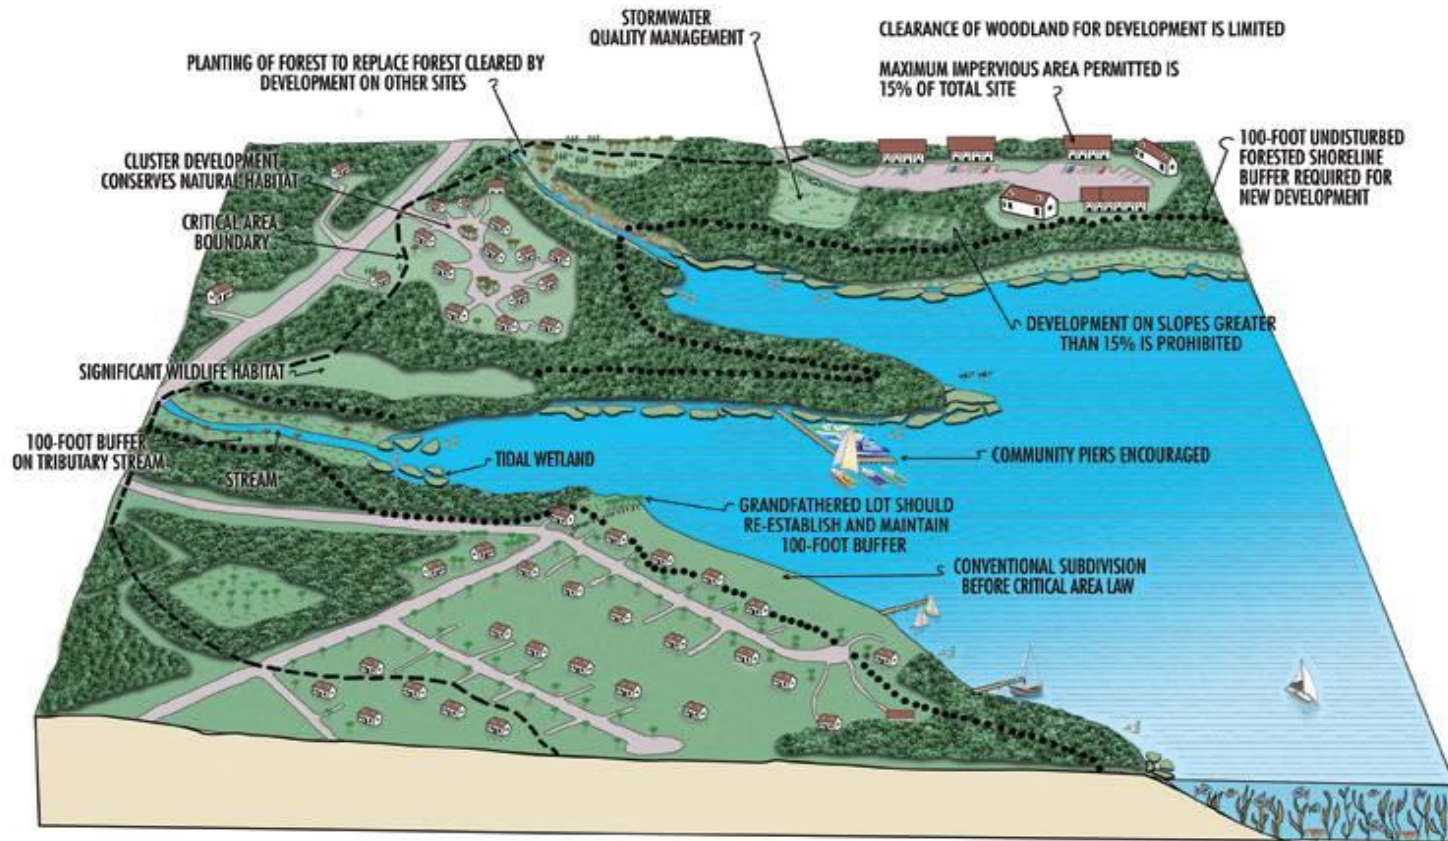 STORMWATER
QUALITY MANAGEMENT
CLEARANCE OF WOODLAND FOR DEVELOPMENT IS LIMITED
PLANTING OF FOREST TO REPLACE FOREST CLEARED BY
DEVELOPMENT ON OTHER SITES
MAXIMUM IMPERVIOUS AREA PERMITTED IS
15% OF TOTAL SITE
100-FOOT UNDISTURBED
FORESTED SHORELINE
BUFFER REQUIRED FOR
NEW DEVELOPMENT
CLUSTER DEVELOPMENT
CONSERVES NATURAL HABITAT
CRITICAL AREA
BOUNDARY
DEVELOPMENT ON SLOPES GREATER
THAN 15% IS PROHIBITED
SIGNIFICANT WILDLIFE HABITAT
100-FOOT BUFFER
ON TRIBUTARY STREAM
STREAM
TIDAL WETLAND
COMMUNITY PIERS ENCOURAGED
GRANDFATHERED LOT SHOULD
RE-ESTABLISH AND MAINTAIN
100-FOOT BUFFER
CONVENTIONAL SUBDIVISION
BEFORE CRITICAL AREA LAW